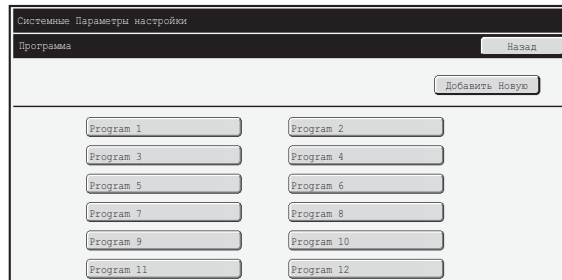 Системные Параметры настройки
Программа
Назад
Добавить Новую
Program 1
Program 2
Program 3
Program 4
Program 5
Program 6
Program 7
Program 8
Program 9
Program 10
Program 11
Program 12